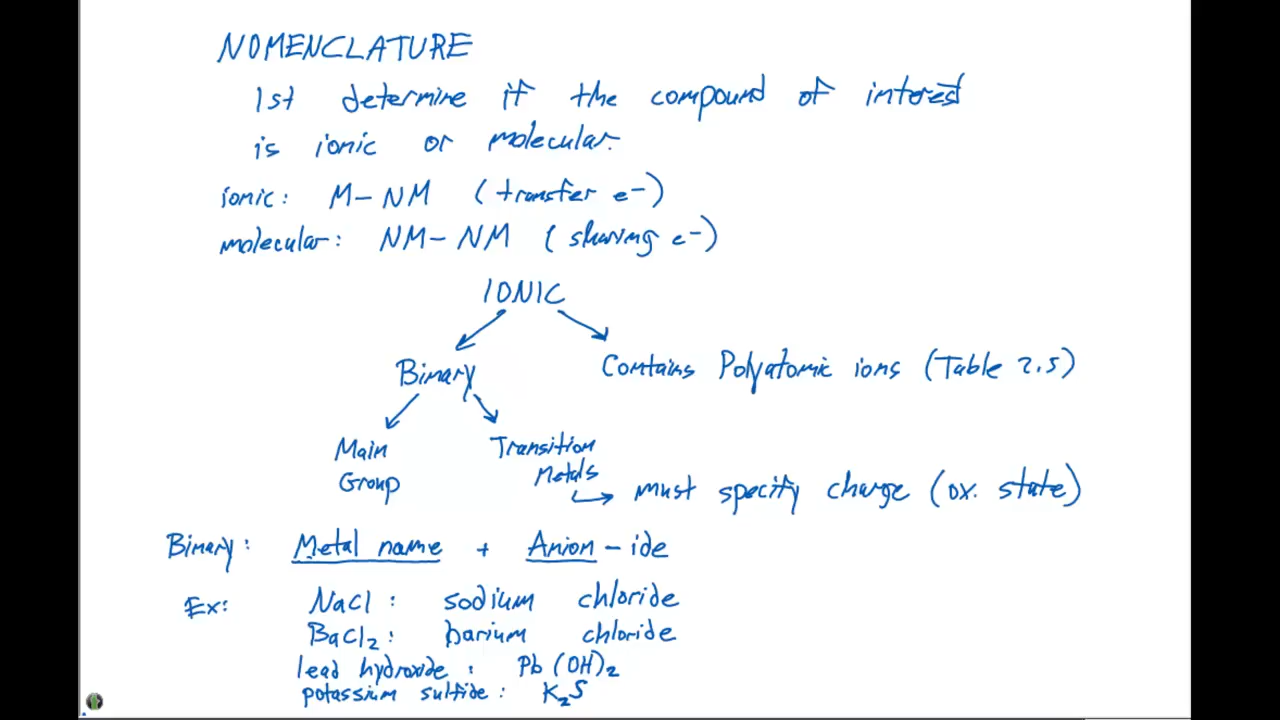 NOMENCLATURE
1st determine if the compound of interest
is ionic or molecular.
ionic: M-NM (transfer e-)
molecular: NM-NM (sharing e-)
IONIC
Binary Contains Polyatomic ions (Table 2.5)
Main Transition
Group Metals
must specify charge (ox. state)
Binary: Metal name + Anion - ide
Ex: NaCl: sodium chloride
BaCl₂: barium chloride
lead hydroxide: Pb(OH)₂
potassium sulfide: K₂S